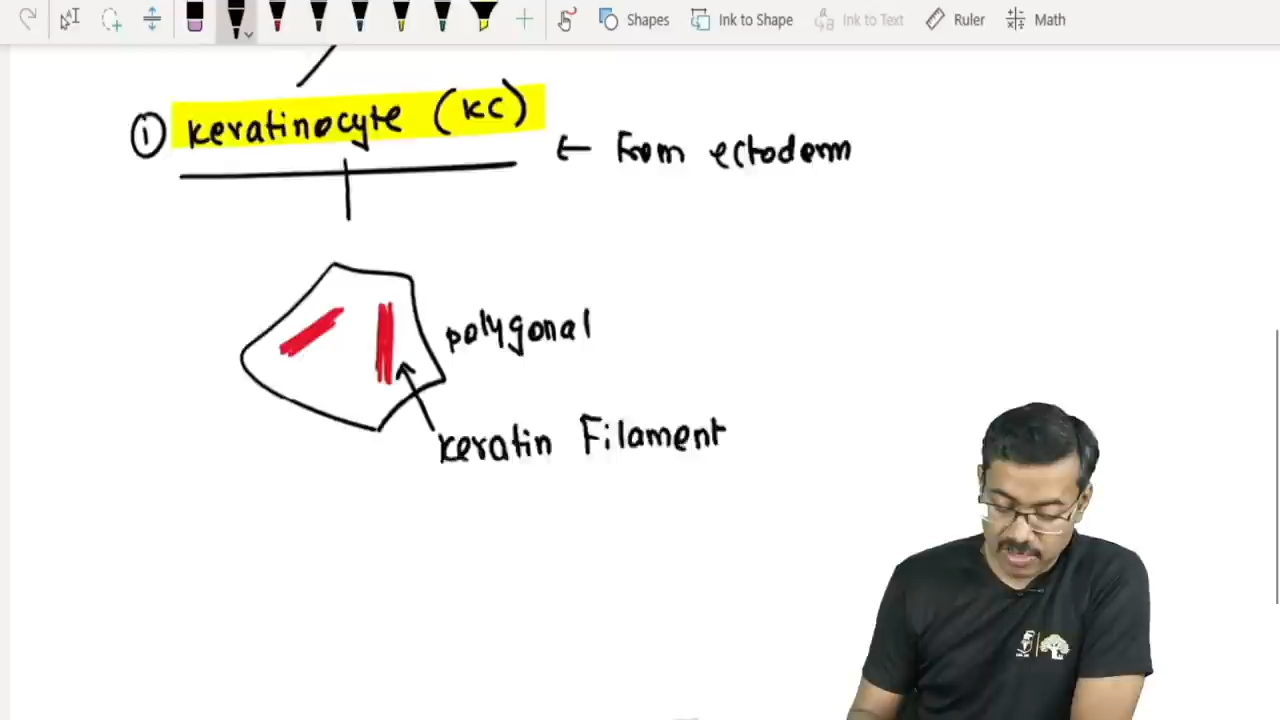 Shapes Ink to Shape Ink to Text Ruler Math
① Keratinocyte (KC)
← From ectoderm
polygonal
Keratin Filament